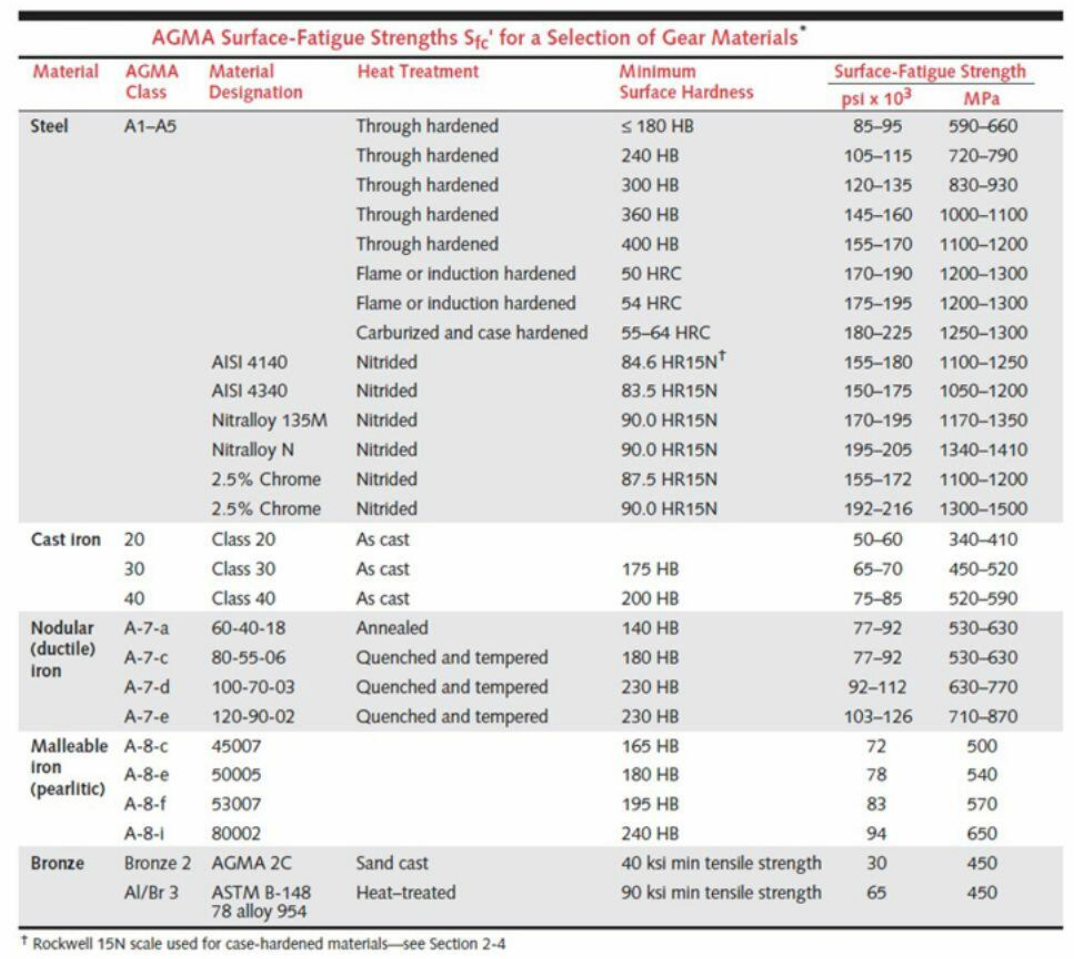 AGMA Surface-Fatigue Strengths Sfc' for a Selection of Gear Materials*
Material AGMA Class Material Designation Heat Treatment Minimum Surface Hardness Surface-Fatigue Strength
psi x 10³ MPa
Steel A1–A5 Through hardened ≤ 180 HB 85–95 590–660
Through hardened 240 HB 105–115 720–790
Through hardened 300 HB 120–135 830–930
Through hardened 360 HB 145–160 1000–1100
Through hardened 400 HB 155–170 1100–1200
Flame or induction hardened 50 HRC 170–190 1200–1300
Flame or induction hardened 54 HRC 175–195 1200–1300
Carburized and case hardened 55–64 HRC 180–225 1250–1300
AISI 4140 Nitrided 84.6 HR15N† 155–180 1100–1250
AISI 4340 Nitrided 83.5 HR15N 150–175 1050–1200
Nitralloy 135M Nitrided 90.0 HR15N 170–195 1170–1350
Nitralloy N Nitrided 90.0 HR15N 195–205 1340–1410
2.5% Chrome Nitrided 87.5 HR15N 155–172 1100–1200
2.5% Chrome Nitrided 90.0 HR15N 192–216 1300–1500
Cast iron 20 Class 20 As cast 50–60 340–410
30 Class 30 As cast 175 HB 65–70 450–520
40 Class 40 As cast 200 HB 75–85 520–590
Nodular (ductile) iron A-7-a 60-40-18 Annealed 140 HB 77–92 530–630
A-7-c 80-55-06 Quenched and tempered 180 HB 77–92 530–630
A-7-d 100-70-03 Quenched and tempered 230 HB 92–112 630–770
A-7-e 120-90-02 Quenched and tempered 230 HB 103–126 710–870
Malleable iron (pearlitic) A-8-c 45007 165 HB 72 500
A-8-e 50005 180 HB 78 540
A-8-f 53007 195 HB 83 570
A-8-i 80002 240 HB 94 650
Bronze Bronze 2 AGMA 2C Sand cast 40 ksi min tensile strength 30 450
Al/Br 3 ASTM B-148 78 alloy 954 Heat–treated 90 ksi min tensile strength 65 450
† Rockwell 15N scale used for case-hardened materials—see Section 2-4